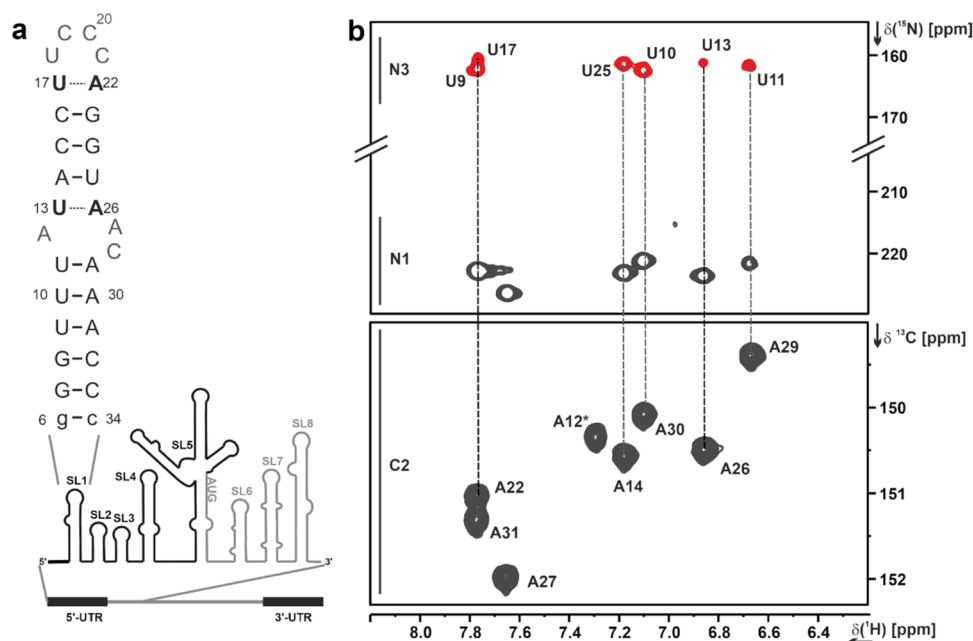 a
20
C C
U C
17 U A 22
C–G
C–G
A–U
13 U A 26
A A
C
U–A
10 U–A 30
U–A
G–C
G–C
6 g–c 34
SL1
SL2
SL3
SL4
SL5
AUG
SL6
SL7
SL8
5' 3'
5'-UTR 3'-UTR
b
δ(¹⁵N) [ppm]
N3
U17
U9
U25
U10
U13
U11
160
170
210
N1
220
δ ¹³C [ppm]
A29
A12*
A30
150
C2
A14
A26
A22
A31
151
A27
152
8.0 7.8 7.6 7.4 7.2 7.0 6.8 6.6 6.4
δ(¹H) [ppm]